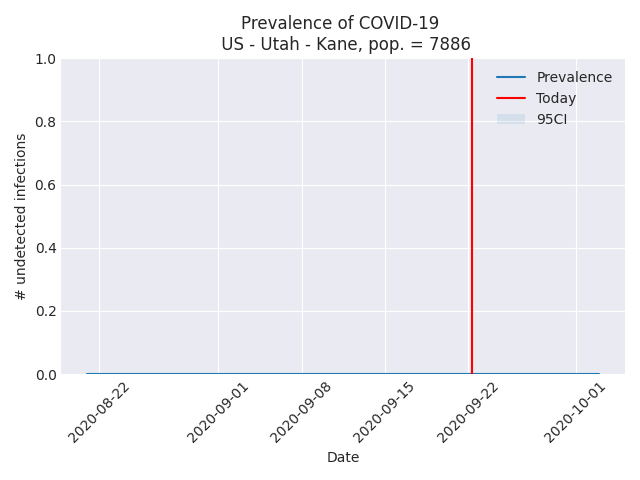 Prevalence of COVID-19
US - Utah - Kane, pop. = 7886
Prevalence
Today
95CI
# undetected infections
1.0
0.8
0.6
0.4
0.2
0.0
2020-08-22
2020-09-01
2020-09-08
2020-09-15
2020-09-22
2020-10-01
Date